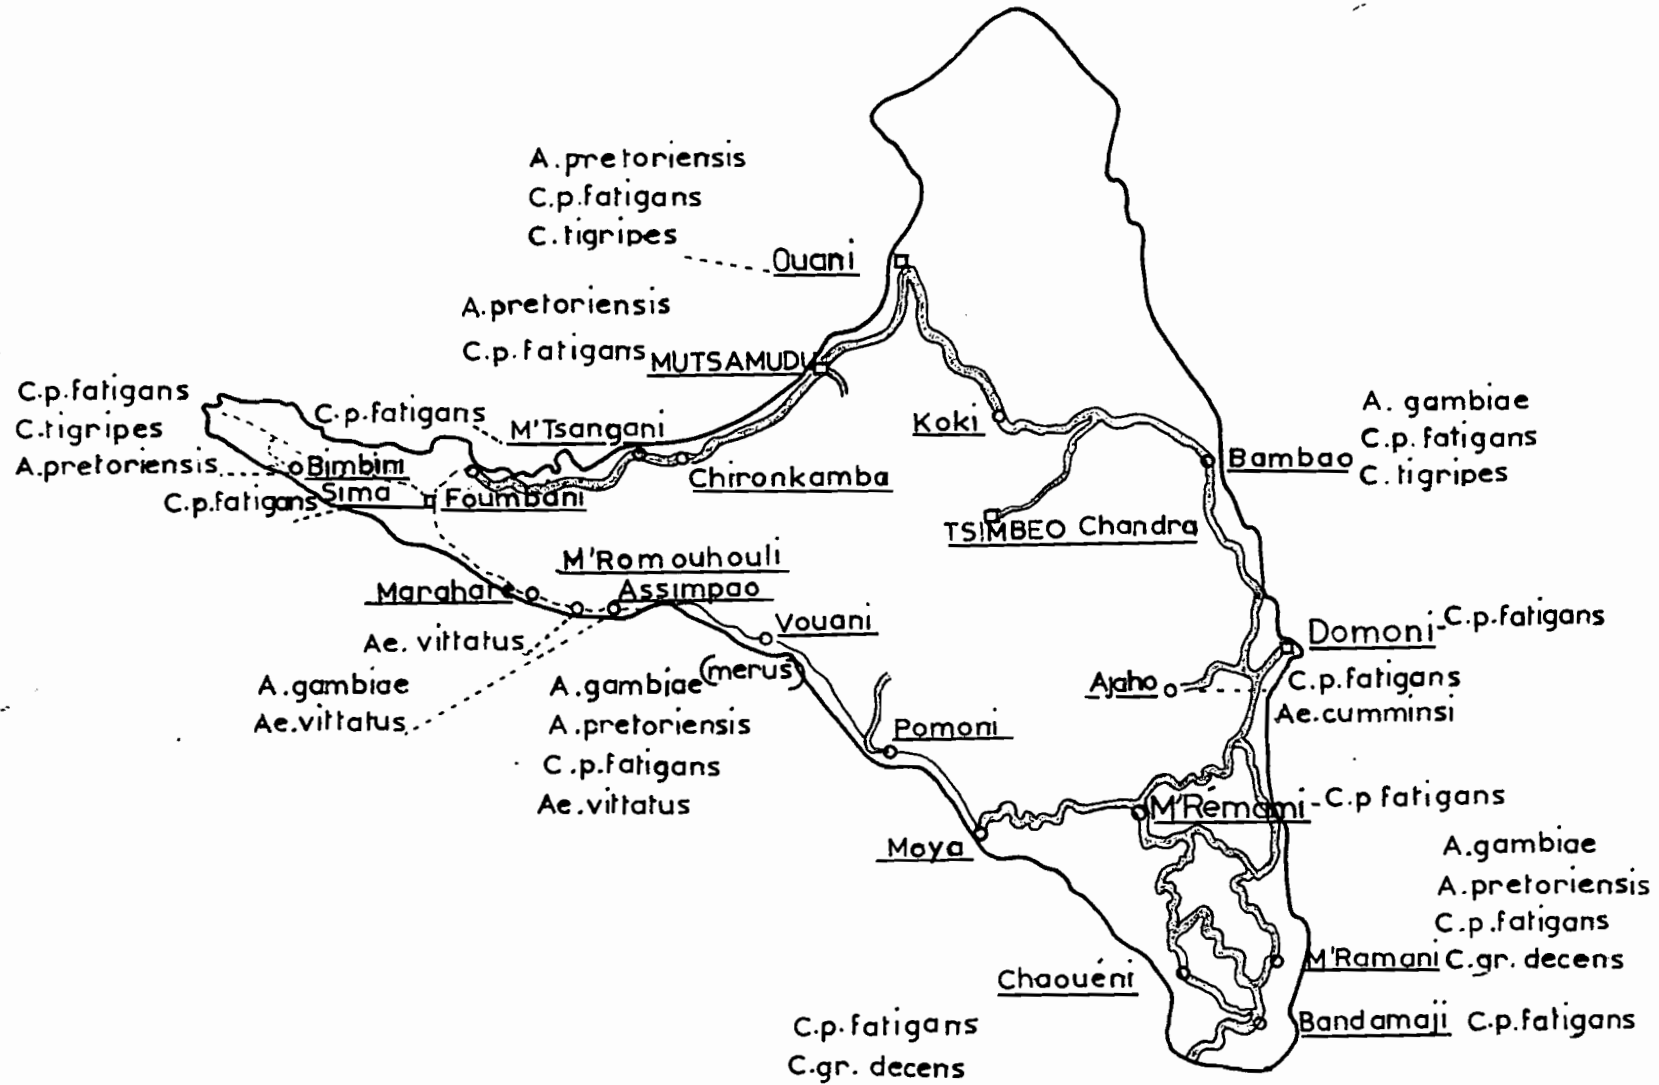 A.pretoriensis
C.p.fatigans
C.tigripes
Ouani
A.pretoriensis
C.p.fatigans
MUTSAMUDU
C.p.fatigans
C.tigripes
A.pretoriensis
Bimbini
C.p.fatigans
M'Tsangani
Chironkamba
C.p.fatigans
Sima
Foumbani
Koki
TSIMBEO Chandra
Bambao
A. gambiae
C.p.fatigans
C.tigripes
M'Romouhouli
Marahare
Assimpao
Vouani
Ae. vittatus
A.gambiae
Ae.vittatus
A.gambiae (merus)
A.pretoriensis
C.p.fatigans
Ae.vittatus
Domoni-C.p.fatigans
Ajaho
C.p.fatigans
Ae.cumminsi
Pomoni
M'Rémami-C.p fatigans
Moya
A.gambiae
A.pretoriensis
C.p.fatigans
M'Ramani C.gr. decens
Chaouéni
C.p.fatigans
C.gr. decens
Bandamaji C.p.fatigans